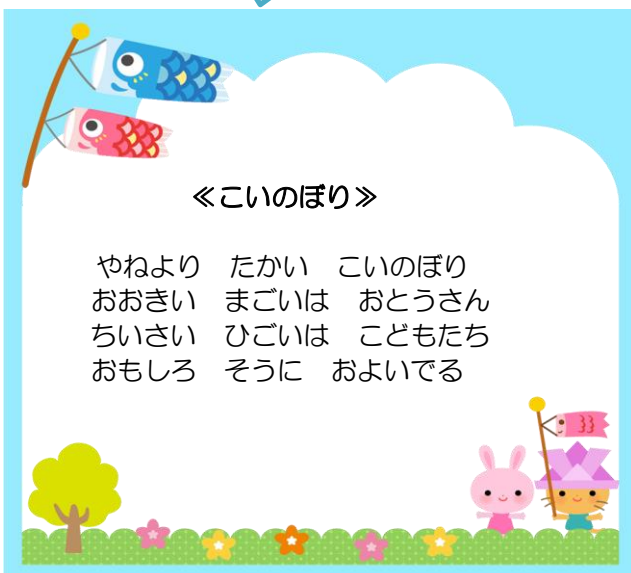 ≪こいのぼり≫
やねより　たかい　こいのぼり
おおきい　まごいは　おとうさん
ちいさい　ひごいは　こどもたち
おもしろ　そうに　およいでる